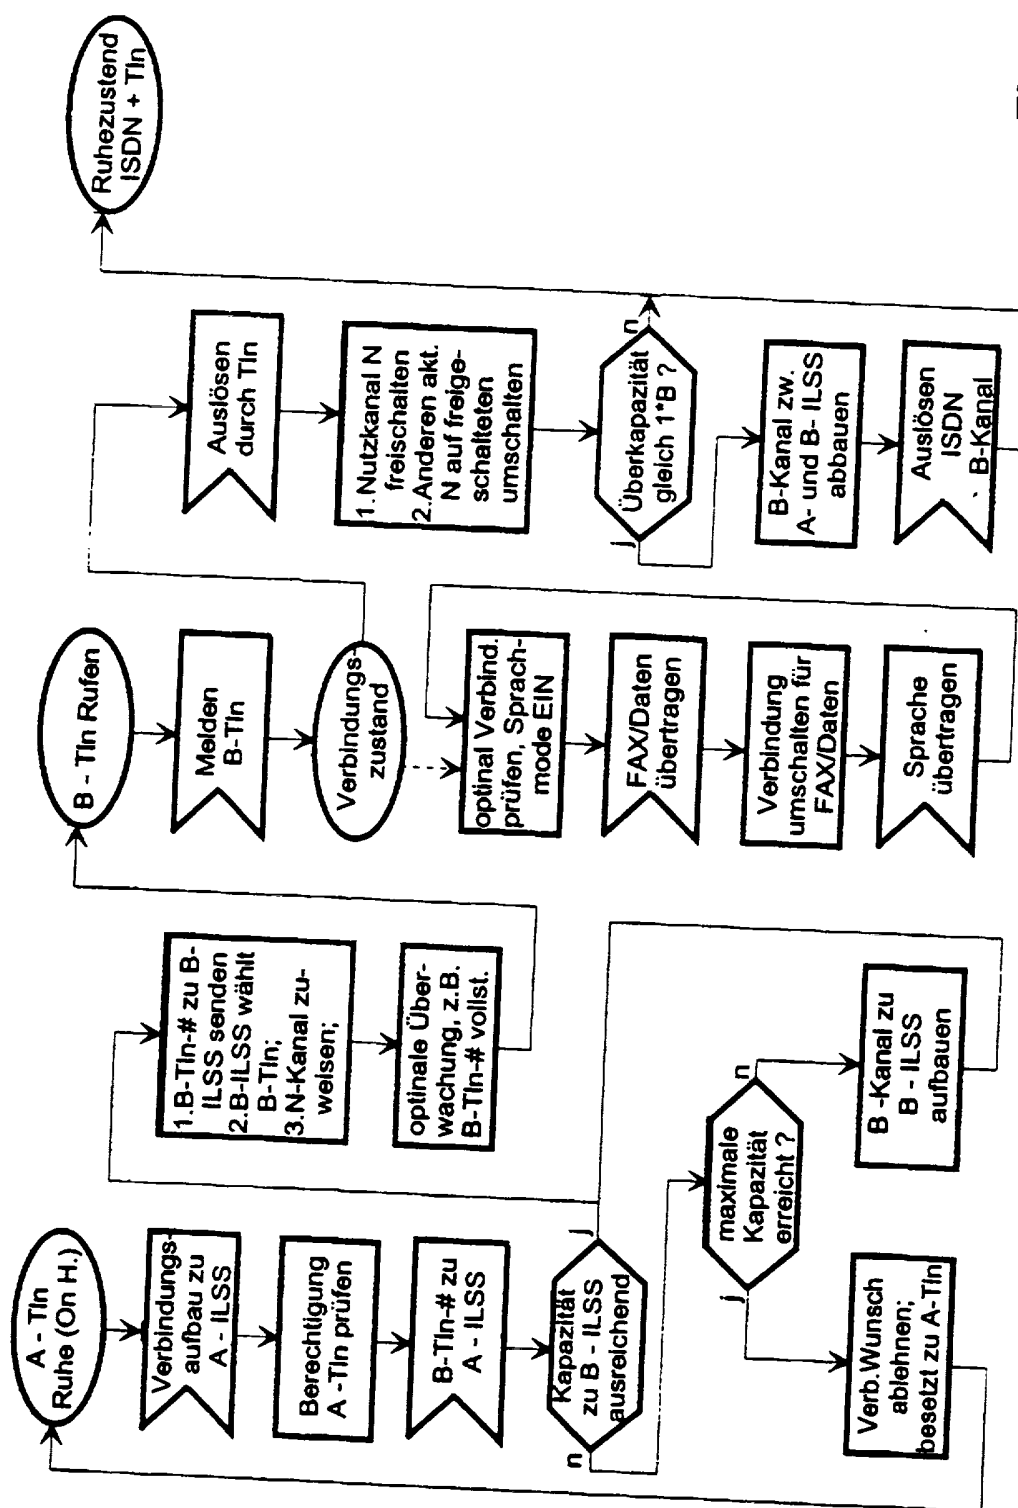 A - Tln
Ruhe (On H.)
Verbindungs-
aufbau zu
A - ILSS
Berechtigung
A -Tln prüfen
B-Tln-# zu
A - ILSS
Kapazität
zu B - ILSS
ausreichend
n
j
maximale
Kapazität
erreicht ?
j
n
Verb.Wunsch
ablehnen;
besetzt zu A-Tln
B -Kanal zu
B - ILSS
aufbauen
1.B-Tln-# zu B-
ILSS senden
2.B-ILSS wählt
B-Tln;
3.N-Kanal zu-
weisen;
optinale Über-
wachung, z.B.
B-Tln-# vollst.
B - Tln Rufen
Melden
B-Tln
Verbindungs-
zustand
optinal Verbind.
prüfen, Sprach-
mode EIN
FAX/Daten
übertragen
Verbindung
umschalten für
FAX/Daten
Sprache
übertragen
Auslösen
durch Tln
1.Nutzkanal N
freischalten
2.Anderen akt.
N auf freige-
schalteten
umschalten
Überkapazität
gleich 1*B ?
j
n
B-Kanal zw.
A- und B- ILSS
abbauen
Auslösen
ISDN
B-Kanal
Ruhezustend
ISDN + Tln